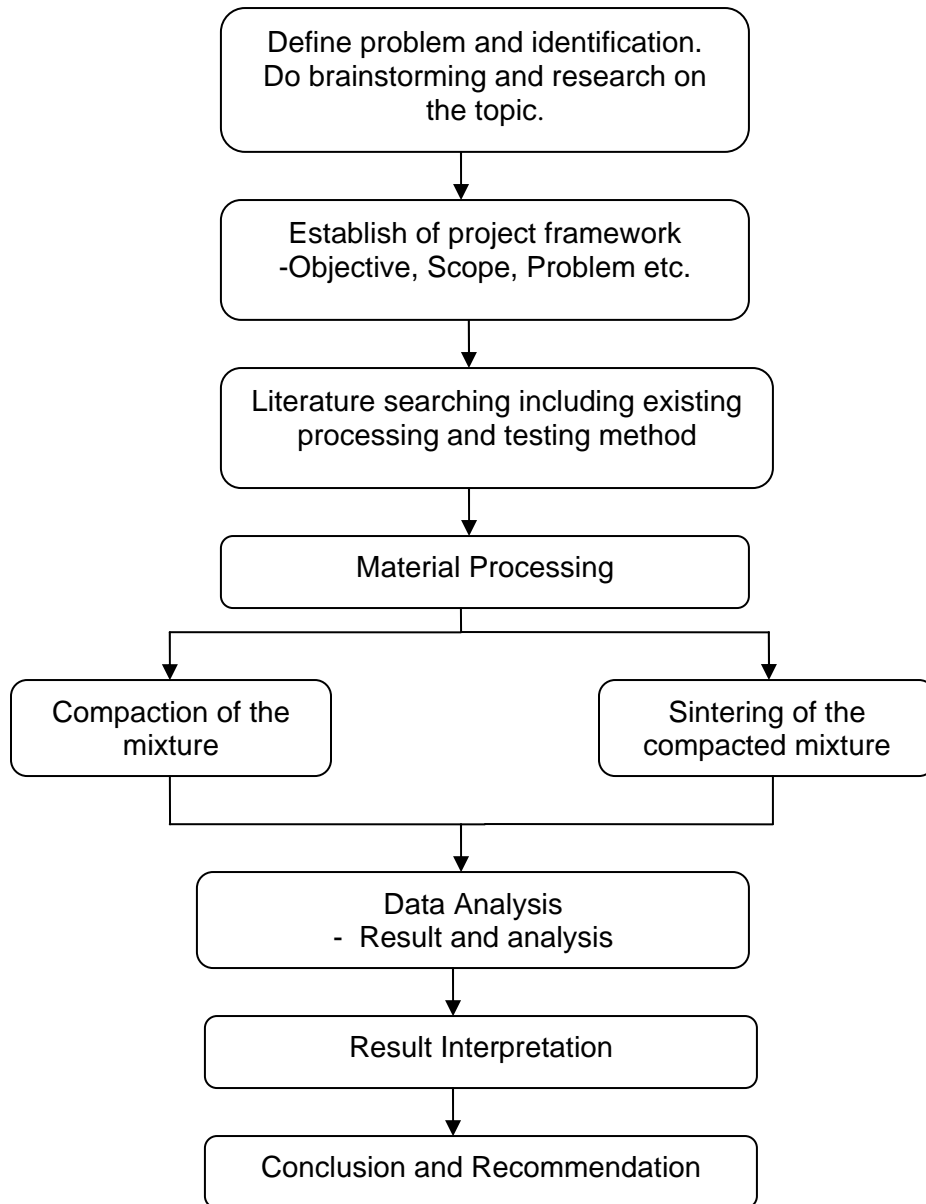 Define problem and identification.
Do brainstorming and research on
the topic.
Establish of project framework
-Objective, Scope, Problem etc.
Literature searching including existing
processing and testing method
Material Processing
Compaction of the
mixture
Sintering of the
compacted mixture
Data Analysis
- Result and analysis
Result Interpretation
Conclusion and Recommendation